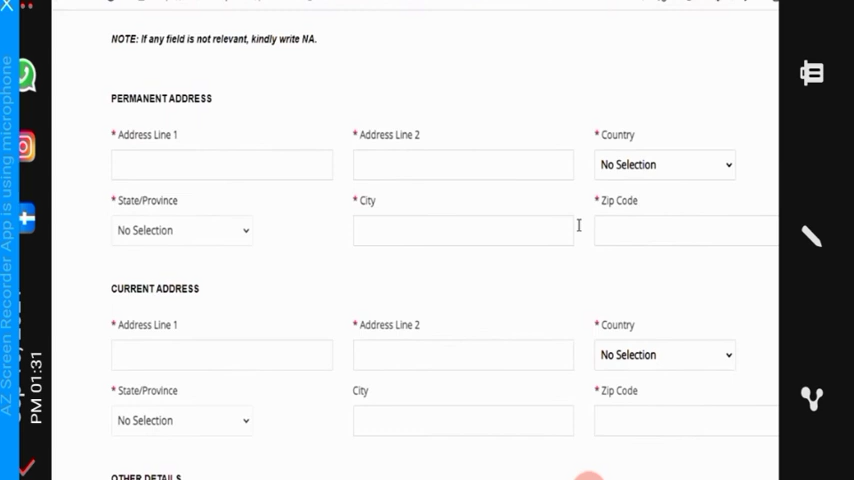 NOTE: If any field is not relevant, kindly write NA.
PERMANENT ADDRESS
* Address Line 1
* Address Line 2
* Country
No Selection
* State/Province
* City
* Zip Code
No Selection
CURRENT ADDRESS
* Address Line 1
* Address Line 2
* Country
No Selection
* State/Province
City
* Zip Code
No Selection
OTHER DETAILS
AZ Screen Recorder App is using microphone
PM 01:31